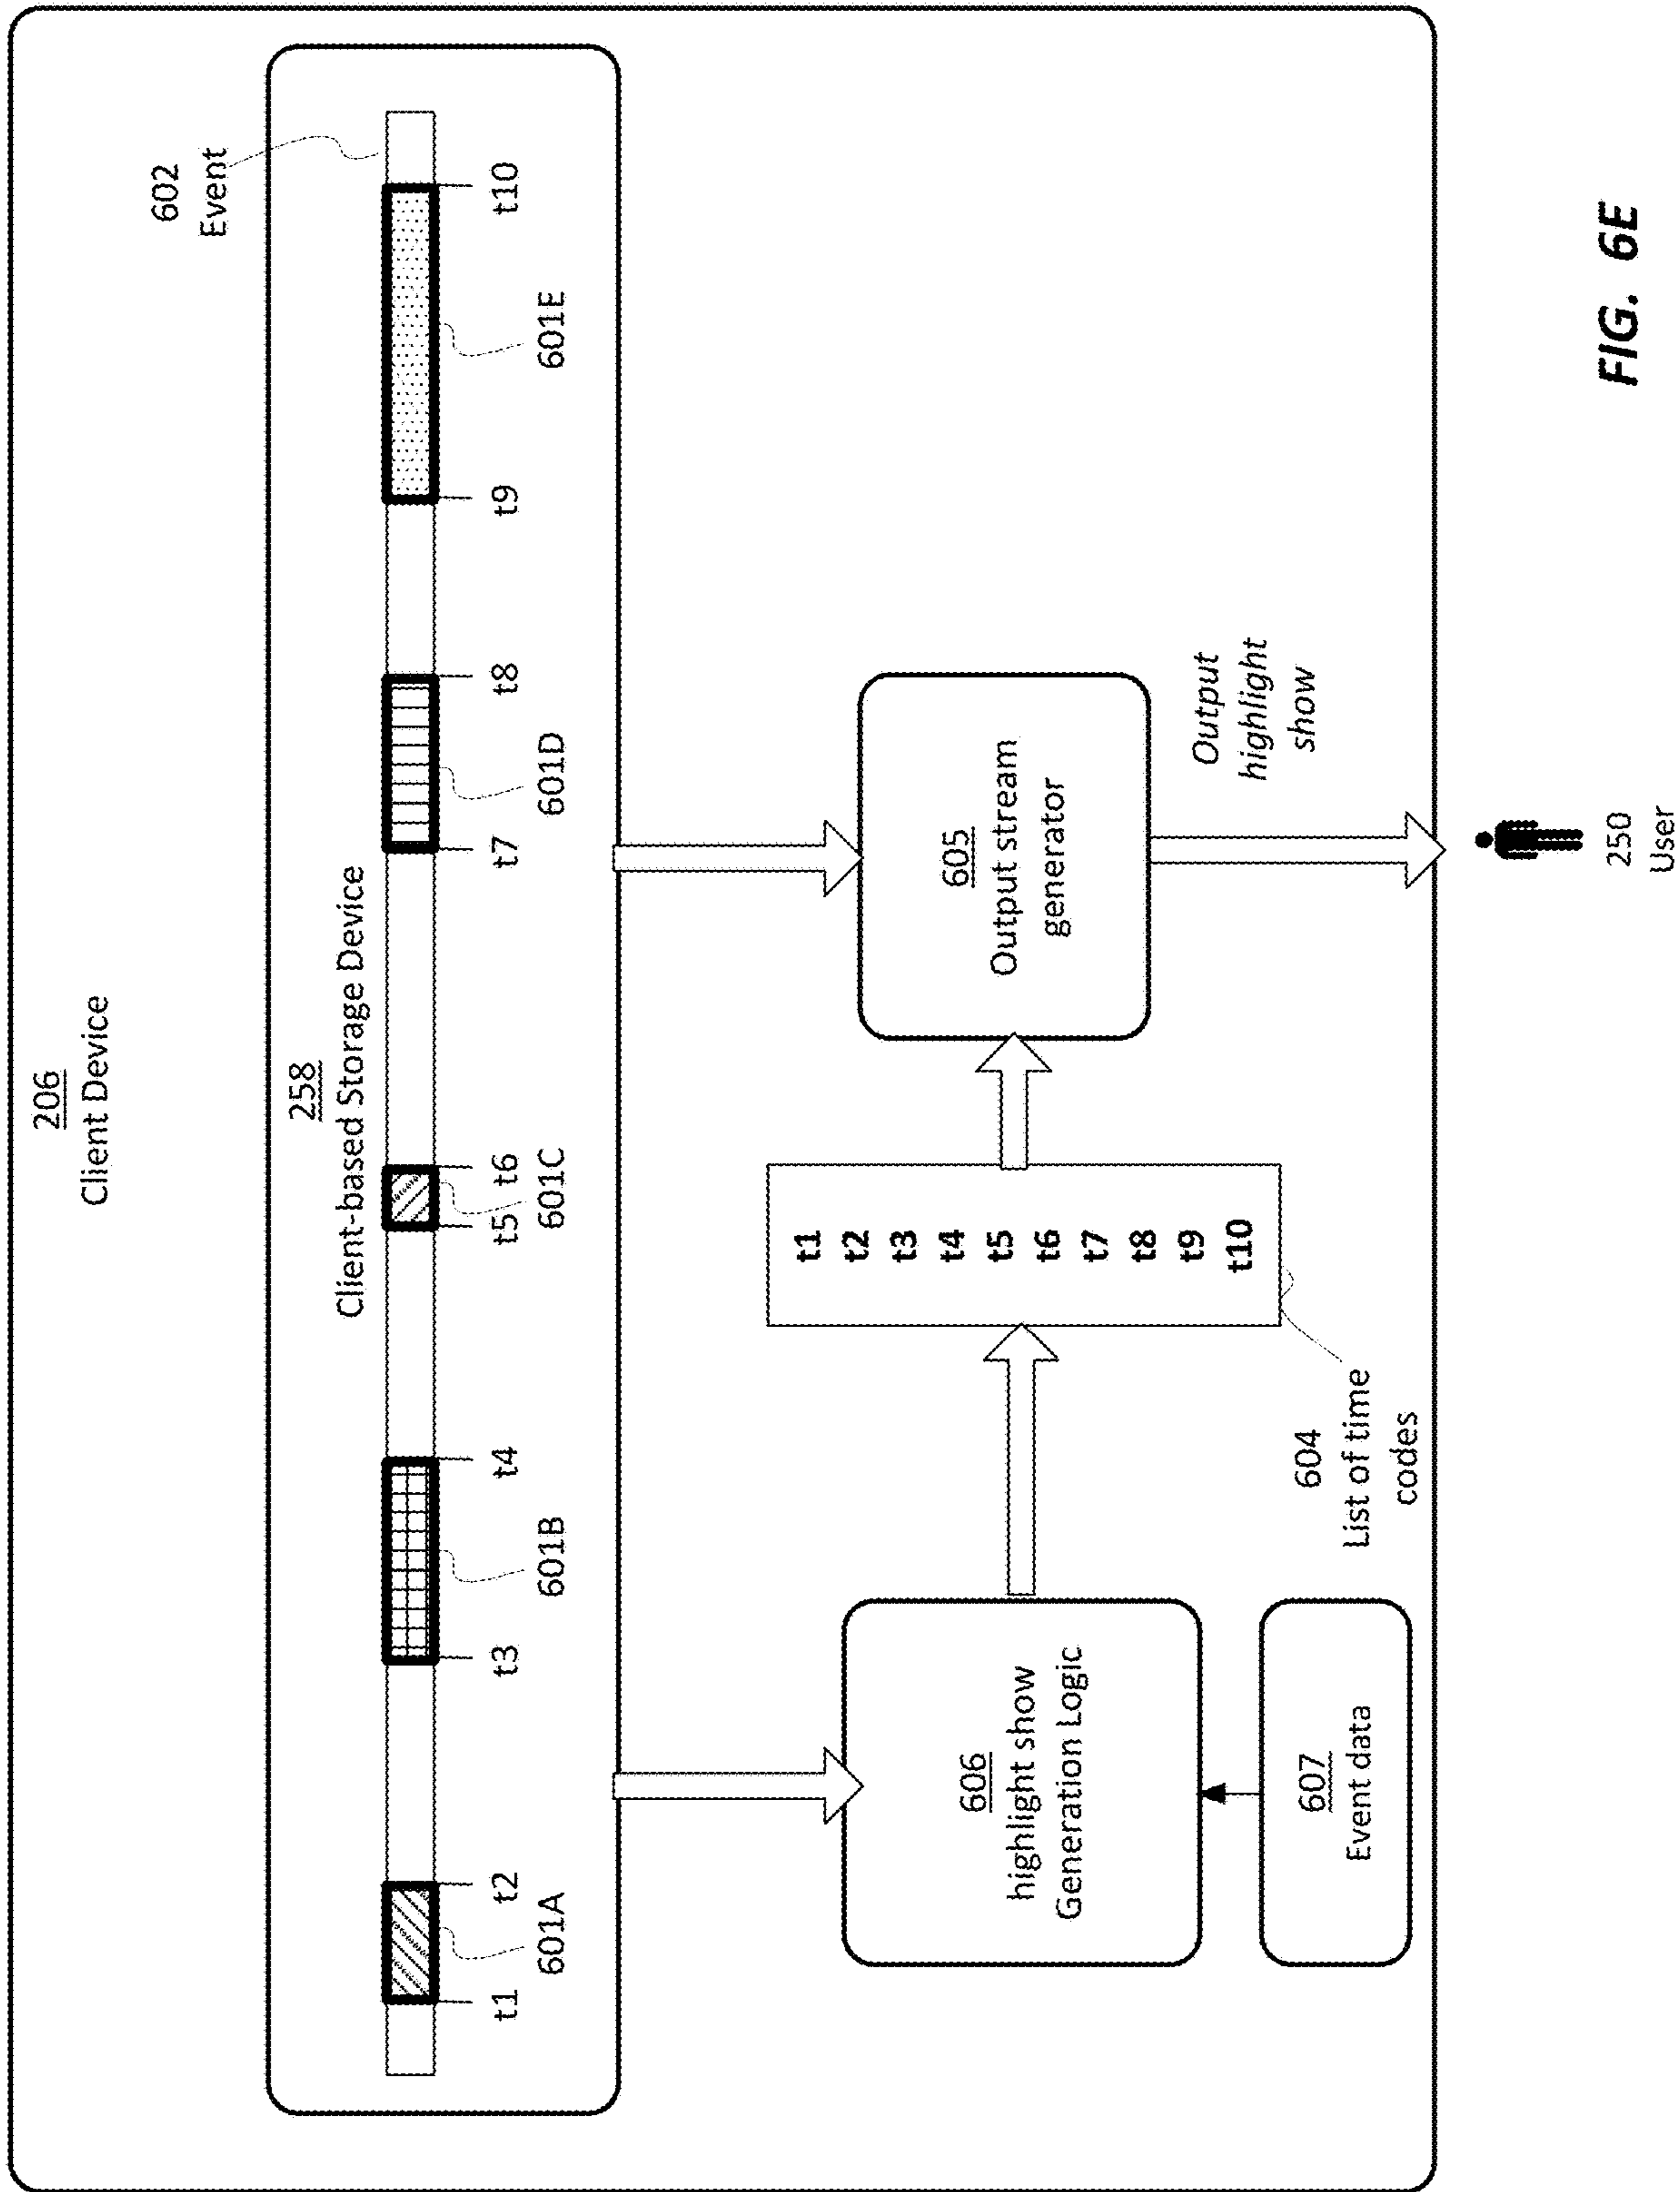 206
Client Device
602
Event
258
Client-based Storage Device
t1
t2
t3
t4
t5
t6
t7
t8
t9
t10
601A
601B
601C
601D
601E
606
highlight show
Generation Logic
607
Event data
t1
t2
t3
t4
t5
t6
t7
t8
t9
t10
604
List of time
codes
605
Output stream
generator
Output
highlight
show
250
User
FIG. 6E